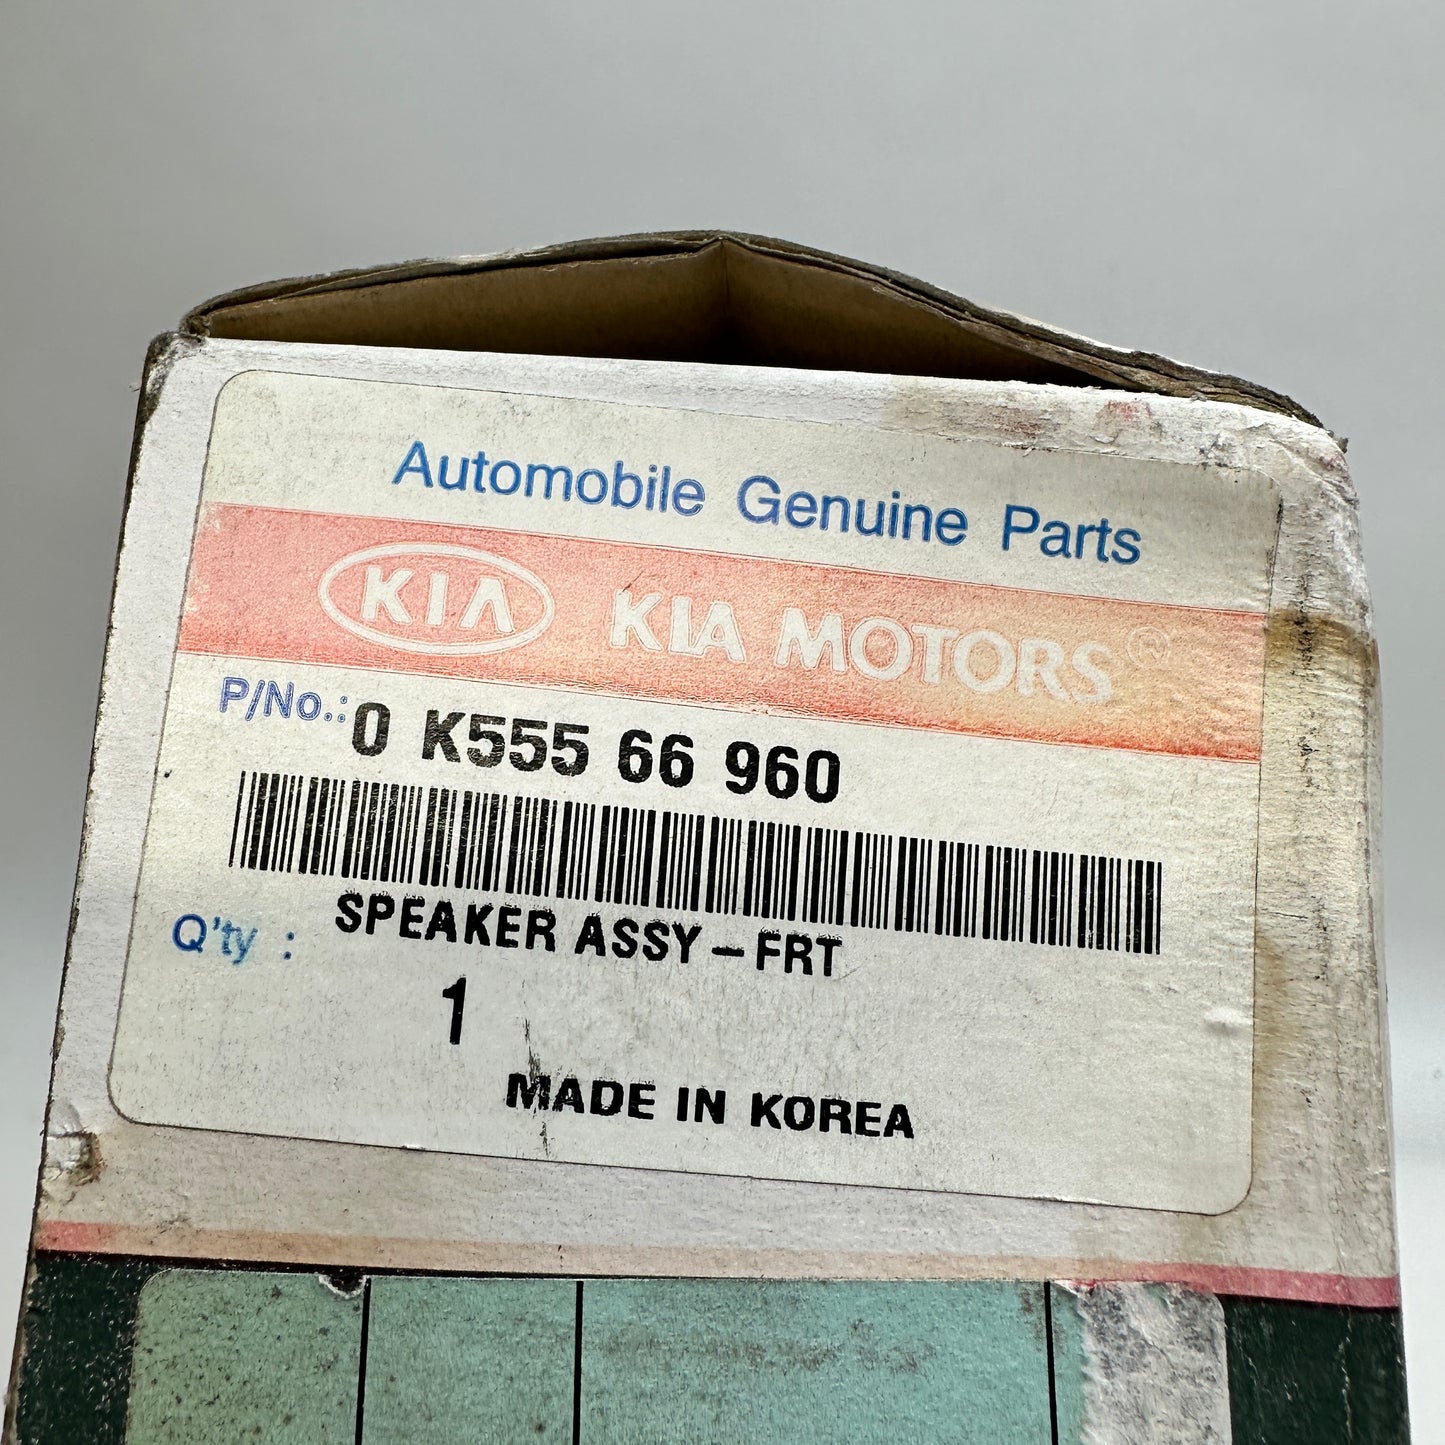 Automobile Genuine Parts
KIA KIA MOTORS®
P/No.: 0 K555 66 960
SPEAKER ASSY-FRT
Q'ty : 1
MADE IN KOREA